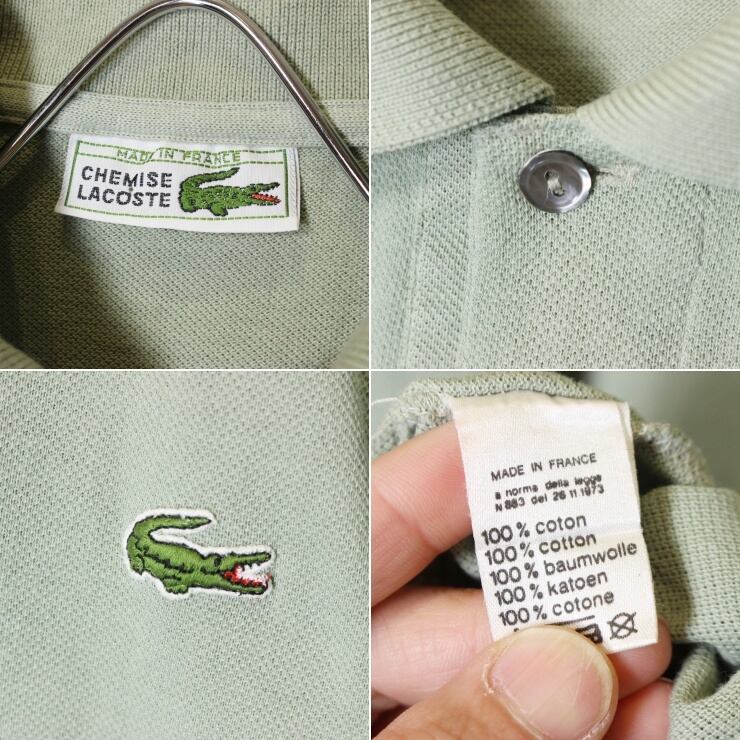 MADE IN FRANCE
CHEMISE
LACOSTE
MADE IN FRANCE
a norma della legge
N 883 del 26 11 1973
100% coton
100% cotton
100% baumwolle
100% katoen
100% cotone